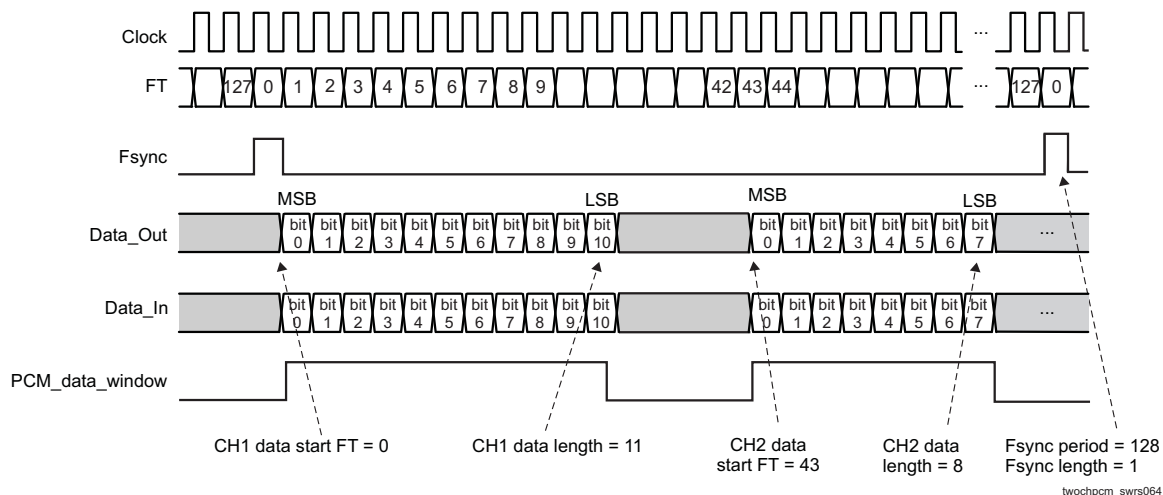 Clock ...
FT 127 0 1 2 3 4 5 6 7 8 9 42 43 44 ... 127 0
Fsync
MSB LSB MSB LSB
Data_Out bit 0 bit 1 bit 2 bit 3 bit 4 bit 5 bit 6 bit 7 bit 8 bit 9 bit 10 bit 0 bit 1 bit 2 bit 3 bit 4 bit 5 bit 6 bit 7 ...
Data_In bit 0 bit 1 bit 2 bit 3 bit 4 bit 5 bit 6 bit 7 bit 8 bit 9 bit 10 bit 0 bit 1 bit 2 bit 3 bit 4 bit 5 bit 6 bit 7 ...
PCM_data_window
CH1 data start FT = 0
CH1 data length = 11
CH2 data
start FT = 43
CH2 data
length = 8
Fsync period = 128
Fsync length = 1
twochpcm_swrs064